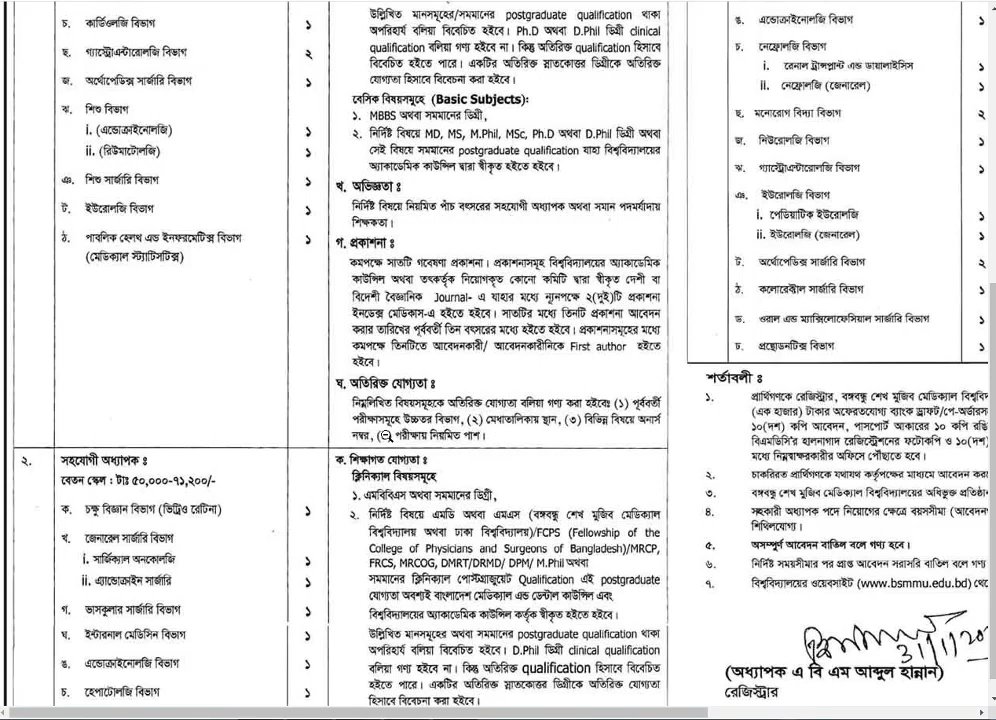 চ. কার্ডিওলজি বিভাগ ১
ছ. গ্যাস্ট্রোএন্টারোলজি বিভাগ ২
জ. অর্থোপেডিক্স সার্জারি বিভাগ ১
ঝ. শিশু বিভাগ
i. (এন্ডোক্রাইনোলজি) ১
ii. (রিউমাটোলজি) ১
ঞ. শিশু সার্জারি বিভাগ ১
ট. ইউরোলজি বিভাগ ১
ঠ. পাবলিক হেলথ এন্ড ইনফরমেটিক্স বিভাগ ১
(মেডিক্যাল স্ট্যাটিসটিক্স)
উল্লিখিত মানসমূহের/সমমানের postgraduate qualification থাকা
অপরিহার্য বলিয়া বিবেচিত হইবে। Ph.D অথবা D.Phil ডিগ্রী clinical
qualification বলিয়া গণ্য হইবে না। কিন্তু অতিরিক্ত qualification হিসাবে
বিবেচিত হইতে পারে। একটির অতিরিক্ত স্নাতকোত্তর ডিগ্রীকে অতিরিক্ত
যোগ্যতা হিসাবে বিবেচনা করা হইবে।
বেসিক বিষয়সমূহে (Basic Subjects):
১. MBBS অথবা সমমানের ডিগ্রী,
২. নির্দিষ্ট বিষয়ে MD, MS, M.Phil, MSc, Ph.D অথবা D.Phil ডিগ্রী অথবা
সেই বিষয়ে সমমানের postgraduate qualification যাহা বিশ্ববিদ্যালয়ের
অ্যাকাডেমিক কাউন্সিল দ্বারা স্বীকৃত হইতে হইবে।
খ. অভিজ্ঞতা ঃ
নির্দিষ্ট বিষয়ে নিয়মিত পাঁচ বৎসরের সহযোগী অধ্যাপক অথবা সমান পদমর্যাদায়
শিক্ষকতা।
গ. প্রকাশনা ঃ
কমপক্ষে সাতটি গবেষণা প্রকাশনা। প্রকাশনাসমূহ বিশ্ববিদ্যালয়ের অ্যাকাডেমিক
কাউন্সিল অথবা তৎকর্তৃক নিয়োগকৃত কোনো কমিটি দ্বারা স্বীকৃত দেশী বা
বিদেশী বৈজ্ঞানিক Journal- এ যাহার মধ্যে ন্যূনপক্ষে ২(দুই)টি প্রকাশনা
ইনডেক্স মেডিকাস-এ হইতে হইবে। সাতটির মধ্যে তিনটি প্রকাশনা আবেদন
করার তারিখের পূর্ববর্তী তিন বৎসরের মধ্যে হইতে হইবে। প্রকাশনাসমূহের মধ্যে
কমপক্ষে তিনটিতে আবেদনকারী/ আবেদনকারীনিকে First author হইতে
হইবে।
ঘ. অতিরিক্ত যোগ্যতা ঃ
নিম্নলিখিত বিষয়সমূহকে অতিরিক্ত যোগ্যতা বলিয়া গণ্য করা হইবেঃ (১) পূর্ববর্তী
পরীক্ষাসমূহে উচ্চতর বিভাগ, (২) মেধাতালিকায় স্থান, (৩) বিভিন্ন বিষয়ে অনার্স
নম্বর, ( পরীক্ষায় নিয়মিত পাশ।
২. সহযোগী অধ্যাপক ঃ
বেতন স্কেল : টাঃ ৫০,০০০-৭১,২০০/-
ক. চক্ষু বিজ্ঞান বিভাগ (ভিট্রিও রেটিনা) ১
খ. জেনারেল সার্জারি বিভাগ
i. সার্জিক্যাল অনকোলজি ১
ii. এ্যান্ডোক্রাইন সার্জারি ১
গ. ভাসকুলার সার্জারি বিভাগ ১
ঘ. ইন্টারনাল মেডিসিন বিভাগ ১
ঙ. এন্ডোক্রাইনোলজি বিভাগ ১
চ. হেপাটোলজি বিভাগ ১
ক. শিক্ষাগত যোগ্যতা ঃ
ক্লিনিক্যাল বিষয়সমূহে
১. এমবিবিএস অথবা সমমানের ডিগ্রী,
২. নির্দিষ্ট বিষয়ে এমডি অথবা এমএস (বঙ্গবন্ধু শেখ মুজিব মেডিক্যাল
বিশ্ববিদ্যালয় অথবা ঢাকা বিশ্ববিদ্যালয়)/FCPS (Fellowship of the
College of Physicians and Surgeons of Bangladesh)/MRCP,
FRCS, MRCOG, DMRT/DRMD/ DPM/ M.Phil অথবা
সমমানের ক্লিনিক্যাল পোস্টগ্রাজুয়েট Qualification এই postgraduate
যোগ্যতা অবশ্যই বাংলাদেশ মেডিক্যাল এন্ড ডেন্টাল কাউন্সিল এবং
বিশ্ববিদ্যালয়ের অ্যাকাডেমিক কাউন্সিল কর্তৃক স্বীকৃত হইতে হইবে।
উল্লিখিত মানসমূহের অথবা সমমানের postgraduate qualification থাকা
অপরিহার্য বলিয়া বিবেচিত হইবে। D.Phil ডিগ্রী clinical qualification
বলিয়া গণ্য হইবে না। কিন্তু অতিরিক্ত qualification হিসাবে বিবেচিত
হইতে পারে। একটির অতিরিক্ত স্নাতকোত্তর ডিগ্রীকে অতিরিক্ত যোগ্যতা
হিসাবে বিবেচনা করা হইবে।
ঙ. এন্ডোক্রাইনোলজি বিভাগ ১
চ. নেফ্রোলজি বিভাগ
i. রেনাল ট্রান্সপ্লান্ট এন্ড ডায়ালাইসিস ১
ii. নেফ্রোলজি (জেনারেল) ১
ছ. মনোরোগ বিদ্যা বিভাগ ২
জ. নিউরোলজি বিভাগ ১
ঝ. গ্যাস্ট্রোএন্টারোলজি বিভাগ ১
ঞ. ইউরোলজি বিভাগ
i. পেডিয়াটিক ইউরোলজি ১
ii. ইউরোলজি (জেনারেল) ১
ট. অর্থোপেডিক্স সার্জারি বিভাগ ২
ঠ. কলোরেক্টাল সার্জারি বিভাগ ১
ড. ওরাল এন্ড ম্যাক্সিলোফেসিয়াল সার্জারি বিভাগ ১
ঢ. প্রস্থোডনটিক্স বিভাগ ১
শর্তাবলী ঃ
১. প্রার্থিগণকে রেজিস্ট্রার, বঙ্গবন্ধু শেখ মুজিব মেডিক্যাল বিশ্ববিদ
(এক হাজার) টাকার অফেরতযোগ্য ব্যাংক ড্রাফট/পে-অর্ডারস
১০(দশ) কপি আবেদন, পাসপোর্ট আকারের ১০ কপি রঙি
বিএমডিসি'র হালনাগাদ রেজিস্ট্রেশনের ফটোকপি ও ১০(দশ)
মধ্যে নিম্নস্বাক্ষরকারীর অফিসে পৌঁছাতে হবে।
২. চাকরিরত প্রার্থিগণকে যথাযথ কর্তৃপক্ষের মাধ্যমে আবেদন কর
৩. বঙ্গবন্ধু শেখ মুজিব মেডিক্যাল বিশ্ববিদ্যালয়ের অধিভুক্ত প্রতিষ্ঠা
৪. সহকারী অধ্যাপক পদে নিয়োগের ক্ষেত্রে বয়সসীমা (আবেদন
শিথিলযোগ্য।
৫. অসম্পূর্ণ আবেদন বাতিল বলে গণ্য হবে।
৬. নির্দিষ্ট সময়সীমার পর প্রাপ্ত আবেদন সরাসরি বাতিল বলে গণ্য
৭. বিশ্ববিদ্যালয়ের ওয়েবসাইট (www.bsmmu.edu.bd) থে
(অধ্যাপক এ বি এম আব্দুল হান্নান)
রেজিস্ট্রার